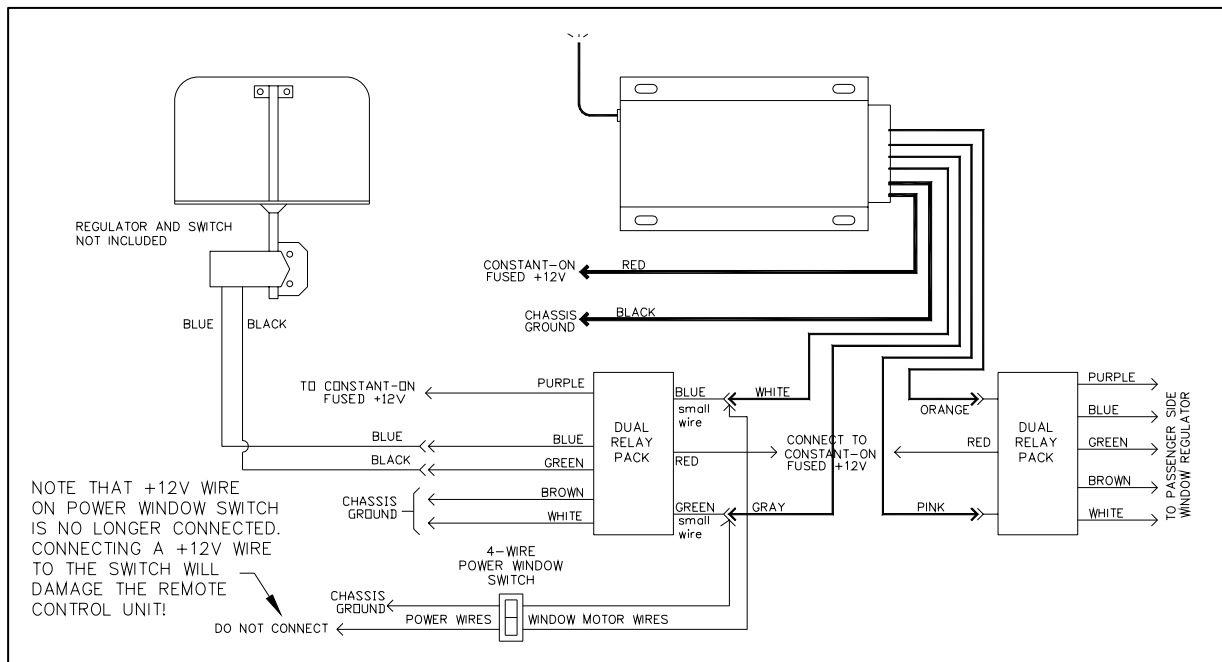 REGULATOR AND SWITCH
NOT INCLUDED
BLUE
BLACK
CONSTANT-ON
FUSED +12V
RED
CHASSIS
GROUND
BLACK
TO CONSTANT-ON
FUSED +12V
PURPLE
BLUE
BLUE
BLACK
GREEN
CHASSIS
GROUND
BROWN
WHITE
DUAL
RELAY
PACK
BLUE
small
wire
WHITE
RED
CONNECT TO
CONSTANT-ON
FUSED +12V
GREEN
small
wire
GRAY
ORANGE
RED
PINK
DUAL
RELAY
PACK
PURPLE
BLUE
GREEN
BROWN
WHITE
TO PASSENGER SIDE
WINDOW REGULATOR
NOTE THAT +12V WIRE
ON POWER WINDOW SWITCH
IS NO LONGER CONNECTED.
CONNECTING A +12V WIRE
TO THE SWITCH WILL
DAMAGE THE REMOTE
CONTROL UNIT!
4-WIRE
POWER WINDOW
SWITCH
CHASSIS
GROUND
DO NOT CONNECT
POWER WIRES
WINDOW MOTOR WIRES